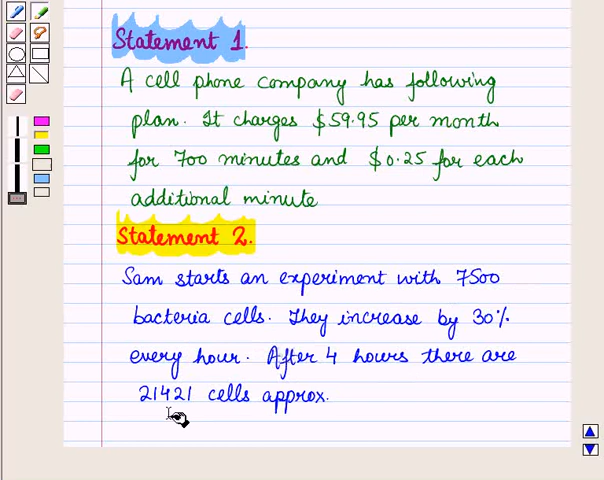 Statement 1.
A cell phone company has following
plan. It charges $59.95 per month
for 700 minutes and $0.25 for each
additional minute
Statement 2.
Sam starts an experiment with 7500
bacteria cells. They increase by 30%
every hour. After 4 hours there are
21421 cells approx.